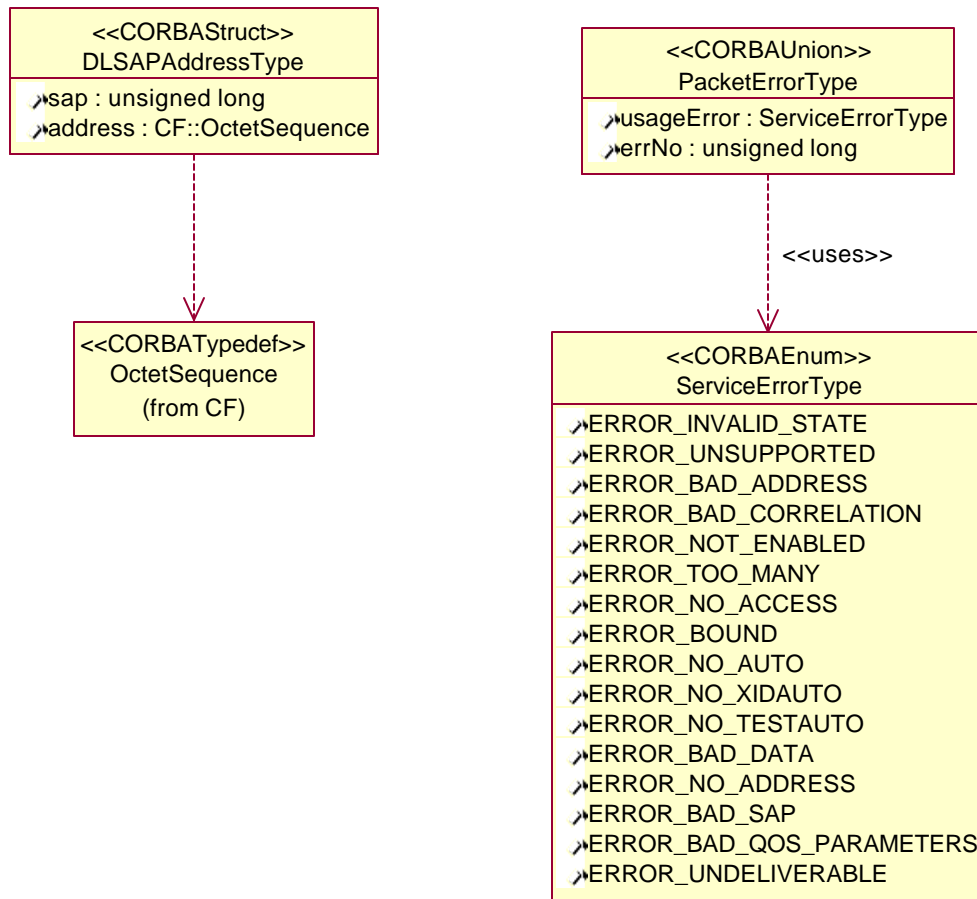 <<CORBAStruct>>
DLSAPAddressType
sap : unsigned long
address : CF::OctetSequence
<<CORBATypedef>>
OctetSequence
(from CF)
<<CORBAUnion>>
PacketErrorType
usageError : ServiceErrorType
errNo : unsigned long
<<uses>>
<<CORBAEnum>>
ServiceErrorType
ERROR_INVALID_STATE
ERROR_UNSUPPORTED
ERROR_BAD_ADDRESS
ERROR_BAD_CORRELATION
ERROR_NOT_ENABLED
ERROR_TOO_MANY
ERROR_NO_ACCESS
ERROR_BOUND
ERROR_NO_AUTO
ERROR_NO_XIDAUTO
ERROR_NO_TESTAUTO
ERROR_BAD_DATA
ERROR_NO_ADDRESS
ERROR_BAD_SAP
ERROR_BAD_QOS_PARAMETERS
ERROR_UNDELIVERABLE